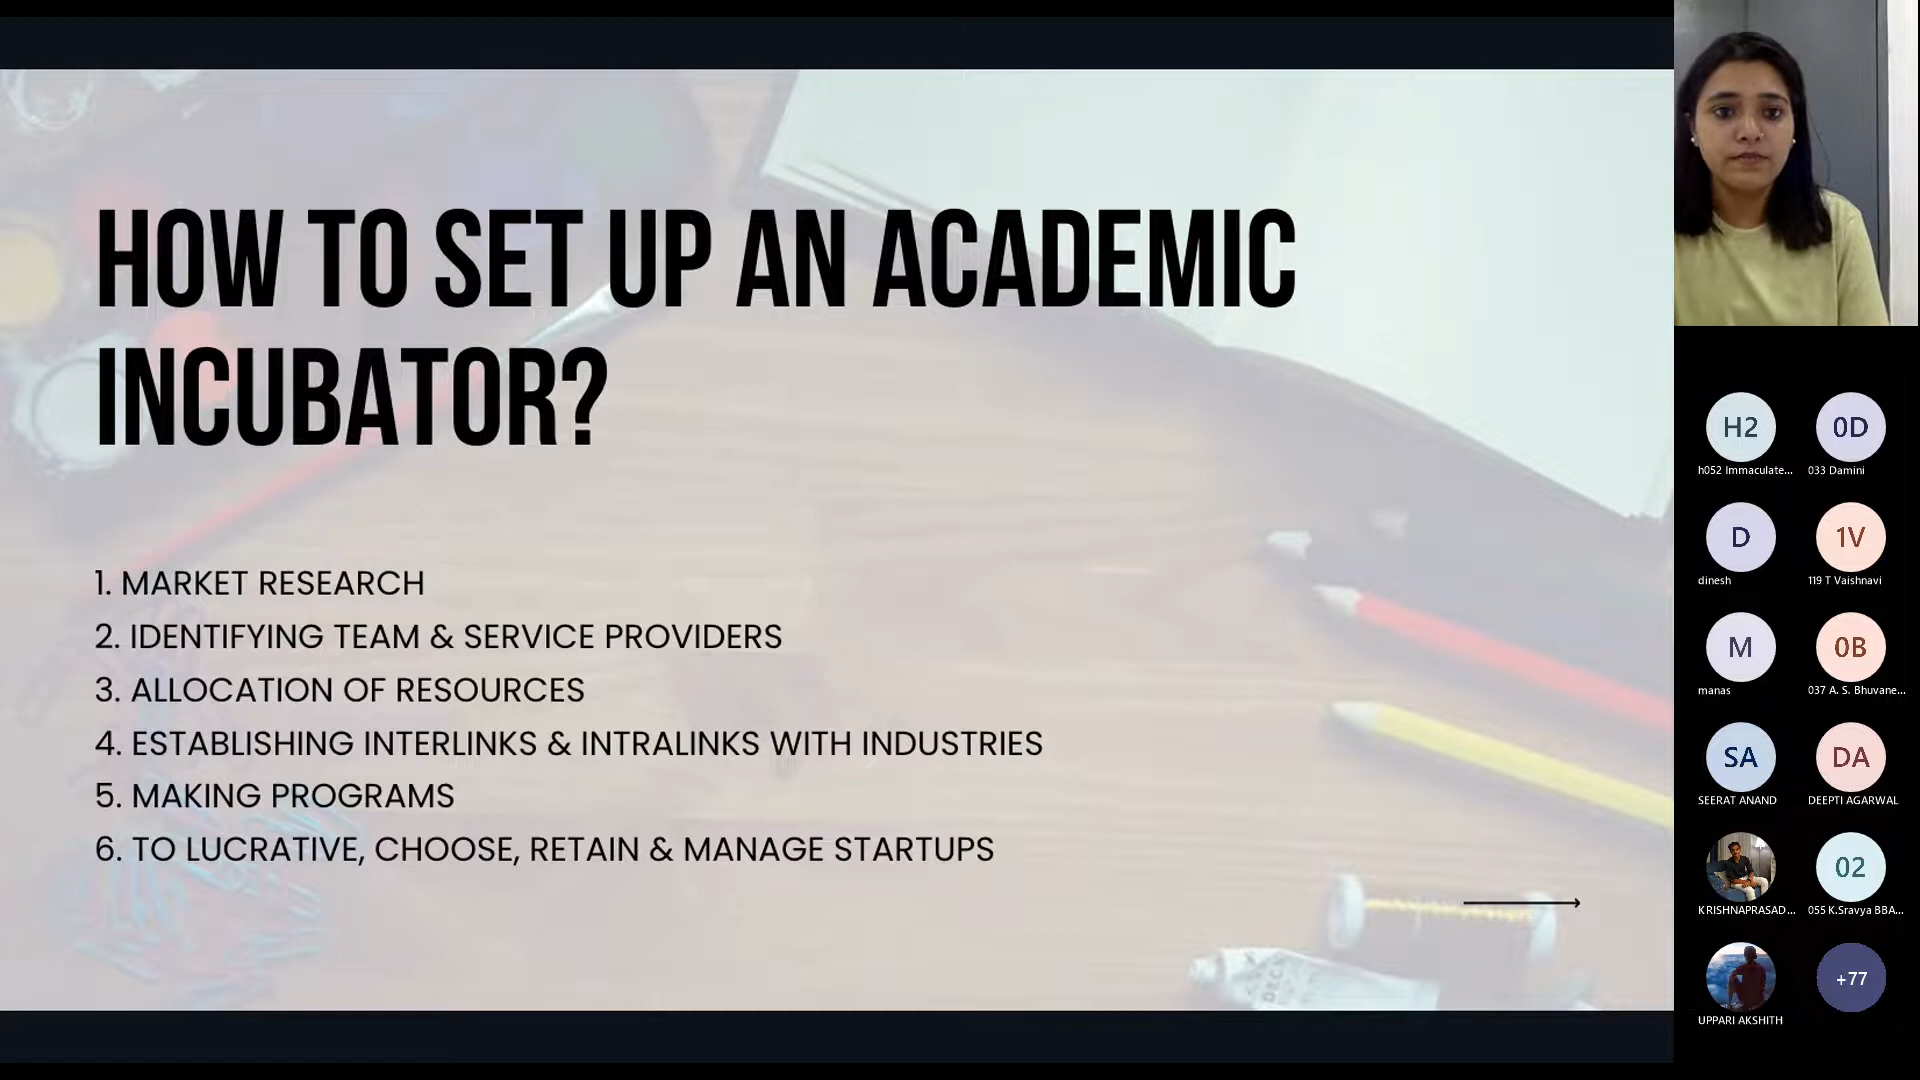 HOW TO SET UP AN ACADEMIC
INCUBATOR?
1. MARKET RESEARCH
2. IDENTIFYING TEAM & SERVICE PROVIDERS
3. ALLOCATION OF RESOURCES
4. ESTABLISHING INTERLINKS & INTRALINKS WITH INDUSTRIES
5. MAKING PROGRAMS
6. TO LUCRATIVE, CHOOSE, RETAIN & MANAGE STARTUPS
H2
h052 Immaculate...
0D
033 Damini
D
dinesh
1V
119 T Vaishnavi
M
manas
0B
037 A. S. Bhuvane...
SA
SEERAT ANAND
DA
DEEPTI AGARWAL
KRISHNAPRASAD...
02
055 K.Sravya BBA...
UPPARI AKSHITH
+77